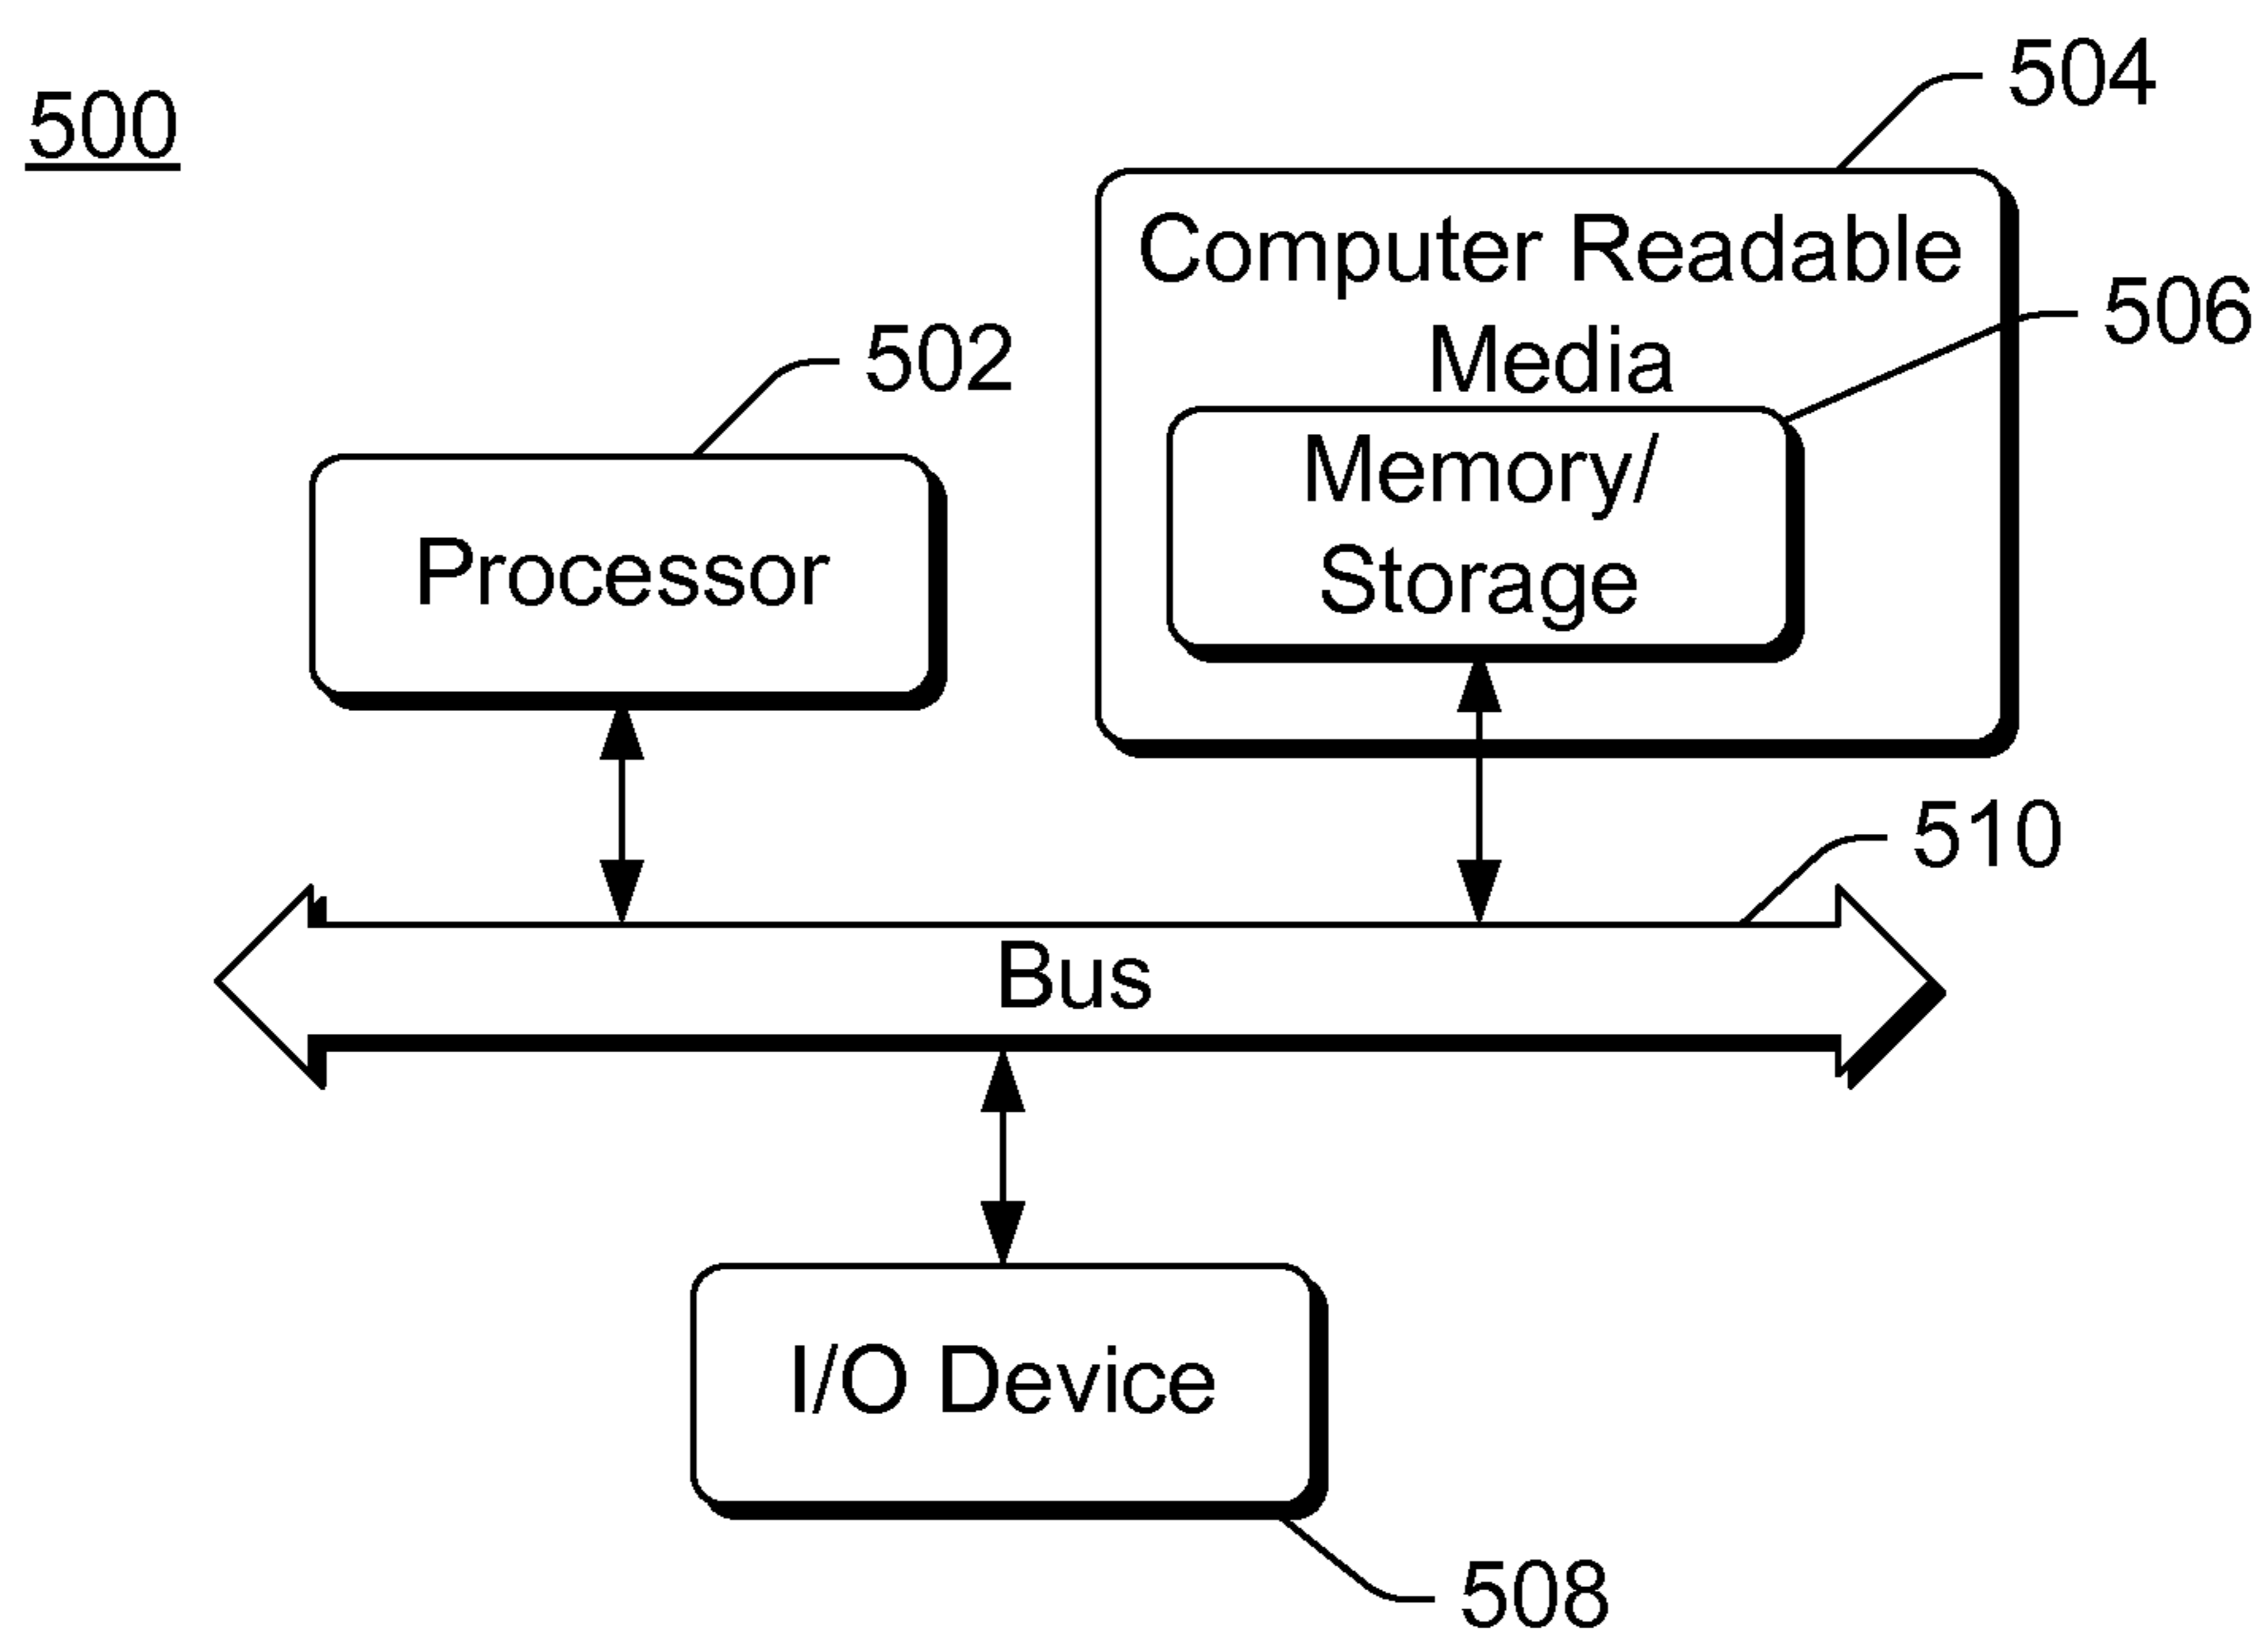 500
504
Computer Readable
Media
506
502
Memory/
Storage
Processor
510
Bus
I/O Device
508